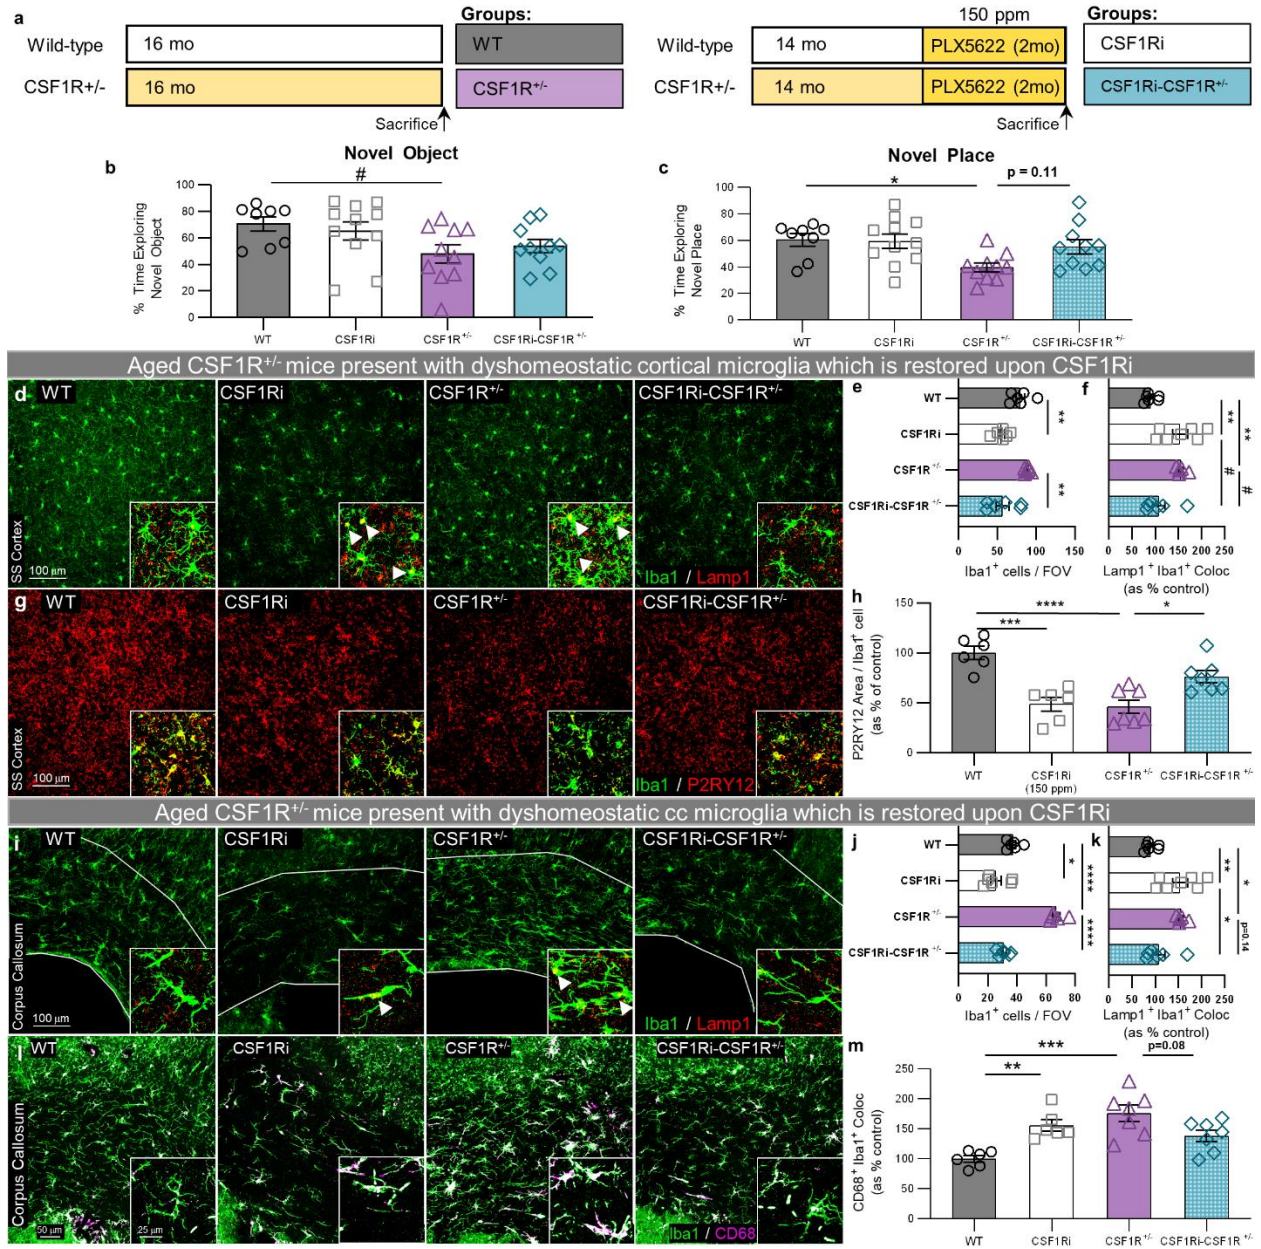 a
Groups:
150 ppm
Groups:
Wild-type
16 mo
WT
Wild-type
14 mo
PLX5622 (2mo)
CSF1Ri
CSF1R+/-
16 mo
CSF1R+/-
CSF1R+/-
14 mo
PLX5622 (2mo)
CSF1Ri-CSF1R+/-
Sacrifice
Sacrifice
b
Novel Object
#
% Time Exploring
Novel Object
100
80
60
40
20
0
WT
CSF1Ri
CSF1R+/-
CSF1Ri-CSF1R+/-
c
Novel Place
*
p = 0.11
% Time Exploring
Novel Place
100
80
60
40
20
0
WT
CSF1Ri
CSF1R+/-
CSF1Ri-CSF1R+/-
Aged CSF1R+/- mice present with dyshomeostatic cortical microglia which is restored upon CSF1Ri
d
WT
CSF1Ri
CSF1R+/-
CSF1Ri-CSF1R+/-
SS Cortex
100 µm
Iba1 / Lamp1
e
WT
CSF1Ri
CSF1R+/-
CSF1Ri-CSF1R+/-
**
**
0
50
100
150
Iba1+ cells / FOV
f
**
**
#
#
0
50
100
150
200
250
Lamp1+ Iba1+ Coloc
(as % control)
g
WT
CSF1Ri
CSF1R+/-
CSF1Ri-CSF1R+/-
SS Cortex
100 µm
Iba1 / P2RY12
h
****
***
*
P2RY12 Area / Iba1+ cell
(as % of control)
150
100
50
0
WT
CSF1Ri
(150 ppm)
CSF1R+/-
CSF1Ri-CSF1R+/-
Aged CSF1R+/- mice present with dyshomeostatic cc microglia which is restored upon CSF1Ri
i
WT
CSF1Ri
CSF1R+/-
CSF1Ri-CSF1R+/-
Corpus Callosum
100 µm
Iba1 / Lamp1
j
WT
CSF1Ri
CSF1R+/-
CSF1Ri-CSF1R+/-
*
****
****
0
20
40
60
80
Iba1+ cells / FOV
k
**
*
*
p=0.14
0
50
100
150
200
250
Lamp1+ Iba1+ Coloc
(as % control)
l
WT
CSF1Ri
CSF1R+/-
CSF1Ri-CSF1R+/-
Corpus Callosum
50 µm
25 µm
Iba1 / CD68
m
***
p=0.08
**
CD68+ Iba1+ Coloc
(as % control)
250
200
150
100
50
0
WT
CSF1Ri
CSF1R+/-
CSF1Ri-CSF1R+/-